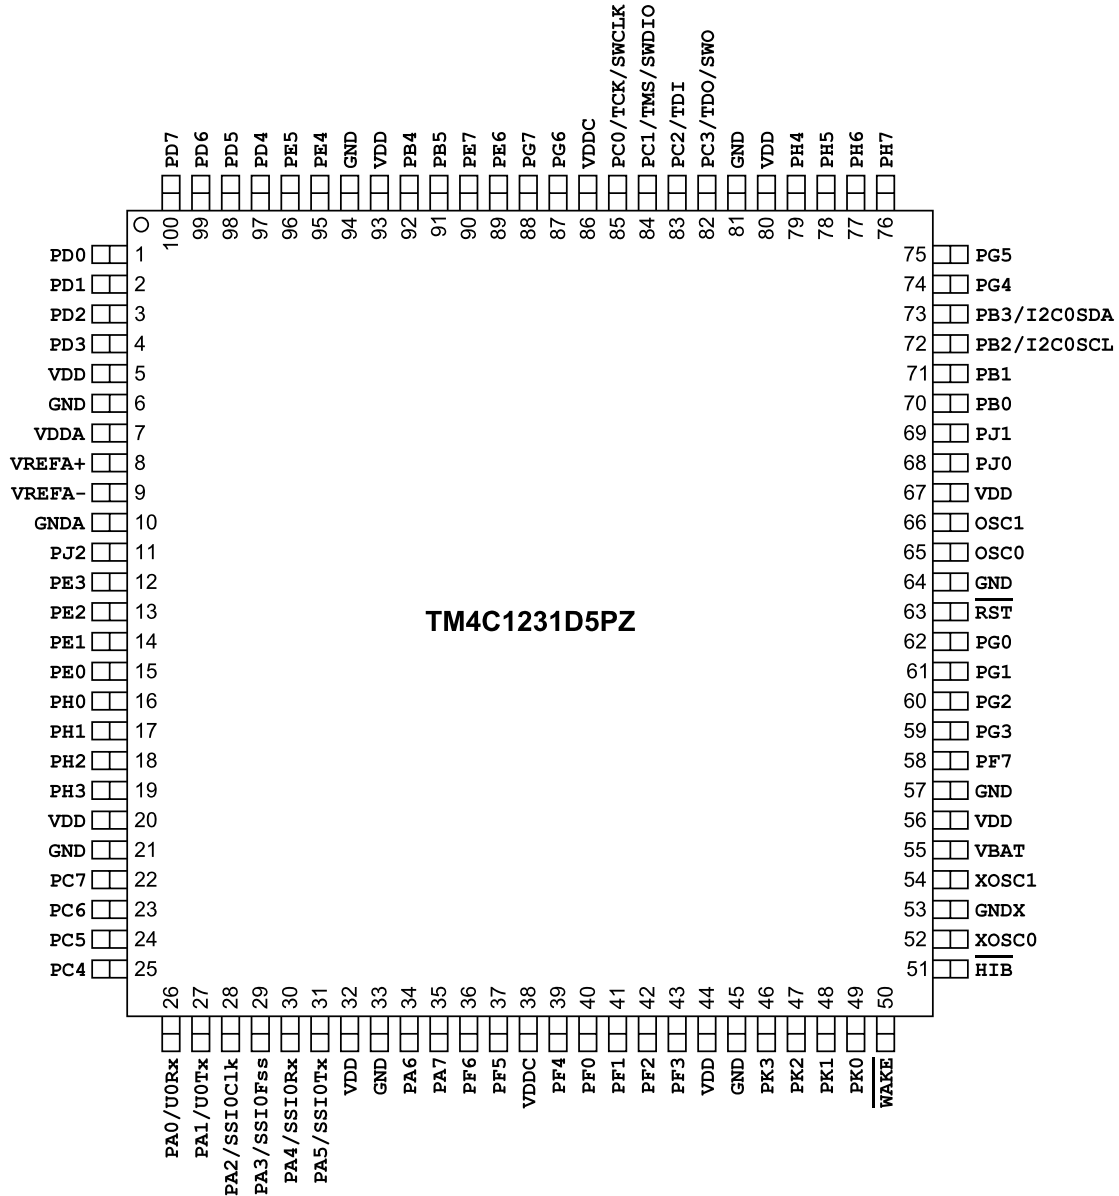 PD7
PD6
PD5
PD4
PE5
PE4
GND
VDD
PB4
PB5
PE7
PE6
PG7
PG6
VDDC
PC0/TCK/SWCLK
PC1/TMS/SWDIO
PC2/TDI
PC3/TDO/SWO
GND
VDD
PH4
PH5
PH6
PH7
100
99
98
97
96
95
94
93
92
91
90
89
88
87
86
85
84
83
82
81
80
79
78
77
76
PD0 1
PD1 2
PD2 3
PD3 4
VDD 5
GND 6
VDDA 7
VREFA+ 8
VREFA- 9
GNDA 10
PJ2 11
PE3 12
PE2 13
PE1 14
PE0 15
PH0 16
PH1 17
PH2 18
PH3 19
VDD 20
GND 21
PC7 22
PC6 23
PC5 24
PC4 25
TM4C1231D5PZ
75 PG5
74 PG4
73 PB3/I2C0SDA
72 PB2/I2C0SCL
71 PB1
70 PB0
69 PJ1
68 PJ0
67 VDD
66 OSC1
65 OSC0
64 GND
63 RST
62 PG0
61 PG1
60 PG2
59 PG3
58 PF7
57 GND
56 VDD
55 VBAT
54 XOSC1
53 GNDX
52 XOSC0
51 HIB
26
27
28
29
30
31
32
33
34
35
36
37
38
39
40
41
42
43
44
45
46
47
48
49
50
PA0/U0Rx
PA1/U0Tx
PA2/SSI0Clk
PA3/SSI0Fss
PA4/SSI0Rx
PA5/SSI0Tx
VDD
GND
PA6
PA7
PF6
PF5
VDDC
PF4
PF0
PF1
PF2
PF3
VDD
GND
PK3
PK2
PK1
PK0
WAKE